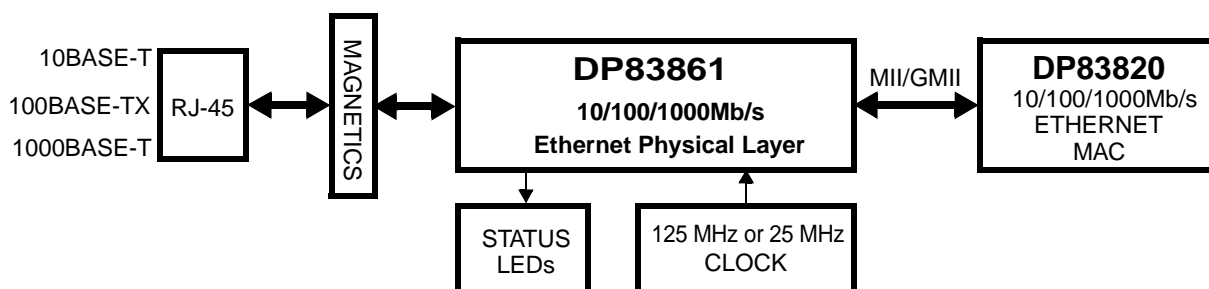 10BASE-T
100BASE-TX
1000BASE-T
RJ-45
MAGNETICS
DP83861
10/100/1000Mb/s
Ethernet Physical Layer
MII/GMII
DP83820
10/100/1000Mb/s
ETHERNET
MAC
STATUS
LEDs
125 MHz or 25 MHz
CLOCK